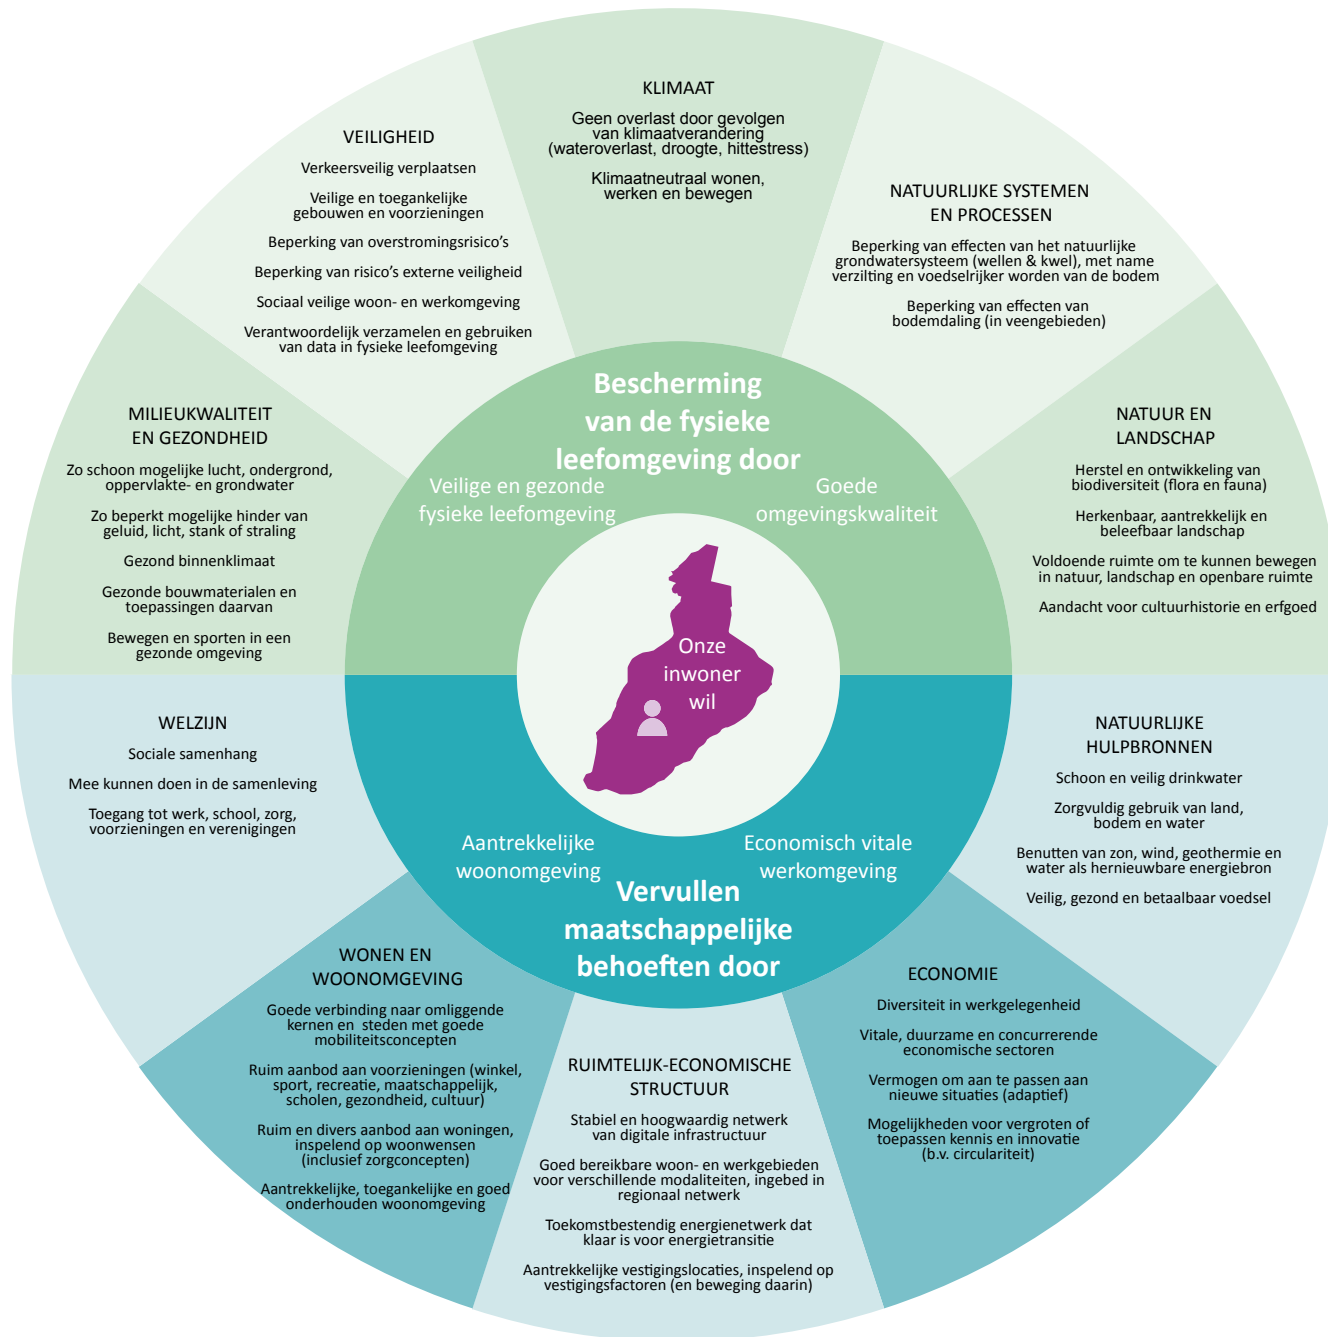 KLIMAAT
Geen overlast door gevolgen
van klimaatverandering
(wateroverlast, droogte, hittestress)
Klimaatneutraal wonen,
werken en bewegen
VEILIGHEID
Verkeersveilig verplaatsen
Veilige en toegankelijke
gebouwen en voorzieningen
Beperking van overstromingsrisico's
Beperking van risico's externe veiligheid
Sociaal veilige woon- en werkomgeving
Verantwoordelijk verzamelen en gebruiken
van data in fysieke leefomgeving
NATUURLIJKE SYSTEMEN
EN PROCESSEN
Beperking van effecten van het natuurlijke
grondwatersysteem (wellen & kwel), met name
verzilting en voedselrijker worden van de bodem
Beperking van effecten van
bodemdaling (in veengebieden)
MILIEUKWALITEIT
EN GEZONDHEID
Zo schoon mogelijke lucht, ondergrond,
oppervlakte- en grondwater
Zo beperkt mogelijke hinder van
geluid, licht, stank of straling
Gezond binnenklimaat
Gezonde bouwmaterialen en
toepassingen daarvan
Bewegen en sporten in een
gezonde omgeving
Bescherming
van de fysieke
leefomgeving door
Veilige en gezonde
fysieke leefomgeving
Goede
omgevingskwaliteit
NATUUR EN
LANDSCHAP
Herstel en ontwikkeling van
biodiversiteit (flora en fauna)
Herkenbaar, aantrekkelijk en
beleefbaar landschap
Voldoende ruimte om te kunnen bewegen
in natuur, landschap en openbare ruimte
Aandacht voor cultuurhistorie en erfgoed
Onze
inwoner
wil
WELZIJN
Sociale samenhang
Mee kunnen doen in de samenleving
Toegang tot werk, school, zorg,
voorzieningen en verenigingen
Aantrekkelijke
woonomgeving
Economisch vitale
werkomgeving
Vervullen
maatschappelijke
behoeften door
NATUURLIJKE
HULPBRONNEN
Schoon en veilig drinkwater
Zorgvuldig gebruik van land,
bodem en water
Benutten van zon, wind, geothermie en
water als hernieuwbare energiebron
Veilig, gezond en betaalbaar voedsel
WONEN EN
WOONOMGEVING
Goede verbinding naar omliggende
kernen en steden met goede
mobiliteitsconcepten
Ruim aanbod aan voorzieningen (winkel,
sport, recreatie, maatschappelijk,
scholen, gezondheid, cultuur)
Ruim en divers aanbod aan woningen,
inspelend op woonwensen
(inclusief zorgconcepten)
Aantrekkelijke, toegankelijke en goed
onderhouden woonomgeving
RUIMTELIJK-ECONOMISCHE
STRUCTUUR
Stabiel en hoogwaardig netwerk
van digitale infrastructuur
Goed bereikbare woon- en werkgebieden
voor verschillende modaliteiten, ingebed in
regionaal netwerk
Toekomstbestendig energienetwerk dat
klaar is voor energietransitie
Aantrekkelijke vestigingslocaties, inspelend op
vestigingsfactoren (en beweging daarin)
ECONOMIE
Diversiteit in werkgelegenheid
Vitale, duurzame en concurrerende
economische sectoren
Vermogen om aan te passen aan
nieuwe situaties (adaptief)
Mogelijkheden voor vergroten of
toepassen kennis en innovatie
(b.v. circulariteit)